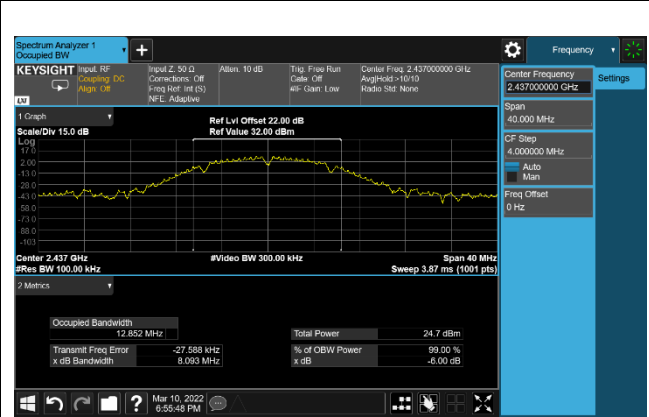 Spectrum Analyzer 1
Occupied BW
Frequency
KEYSIGHT
Input: RF
Coupling: DC
Align: Off
Input Z: 50 Ω
Corrections: Off
Freq Ref: Int (S)
NFE: Adaptive
Atten: 10 dB
Trig: Free Run
Gate: Off
#IF Gain: Low
Center Freq: 2.437000000 GHz
Avg|Hold:>10/10
Radio Std: None
LXI
Center Frequency
2.437000000 GHz
Settings
Span
40.000 MHz
CF Step
4.000000 MHz
Auto
Man
Freq Offset
0 Hz
1 Graph
Scale/Div 15.0 dB
Ref Lvl Offset 22.00 dB
Ref Value 32.00 dBm
Log
17.0
2.00
-13.0
-28.0
-43.0
-58.0
-73.0
-88.0
-103
Center 2.437 GHz
#Res BW 100.00 kHz
#Video BW 300.00 kHz
Span 40 MHz
Sweep 3.87 ms (1001 pts)
2 Metrics
Occupied Bandwidth
12.852 MHz
Total Power 24.7 dBm
Transmit Freq Error -27.588 kHz
% of OBW Power 99.00 %
x dB Bandwidth 8.093 MHz
x dB -6.00 dB
?
Mar 10, 2022
6:55:48 PM